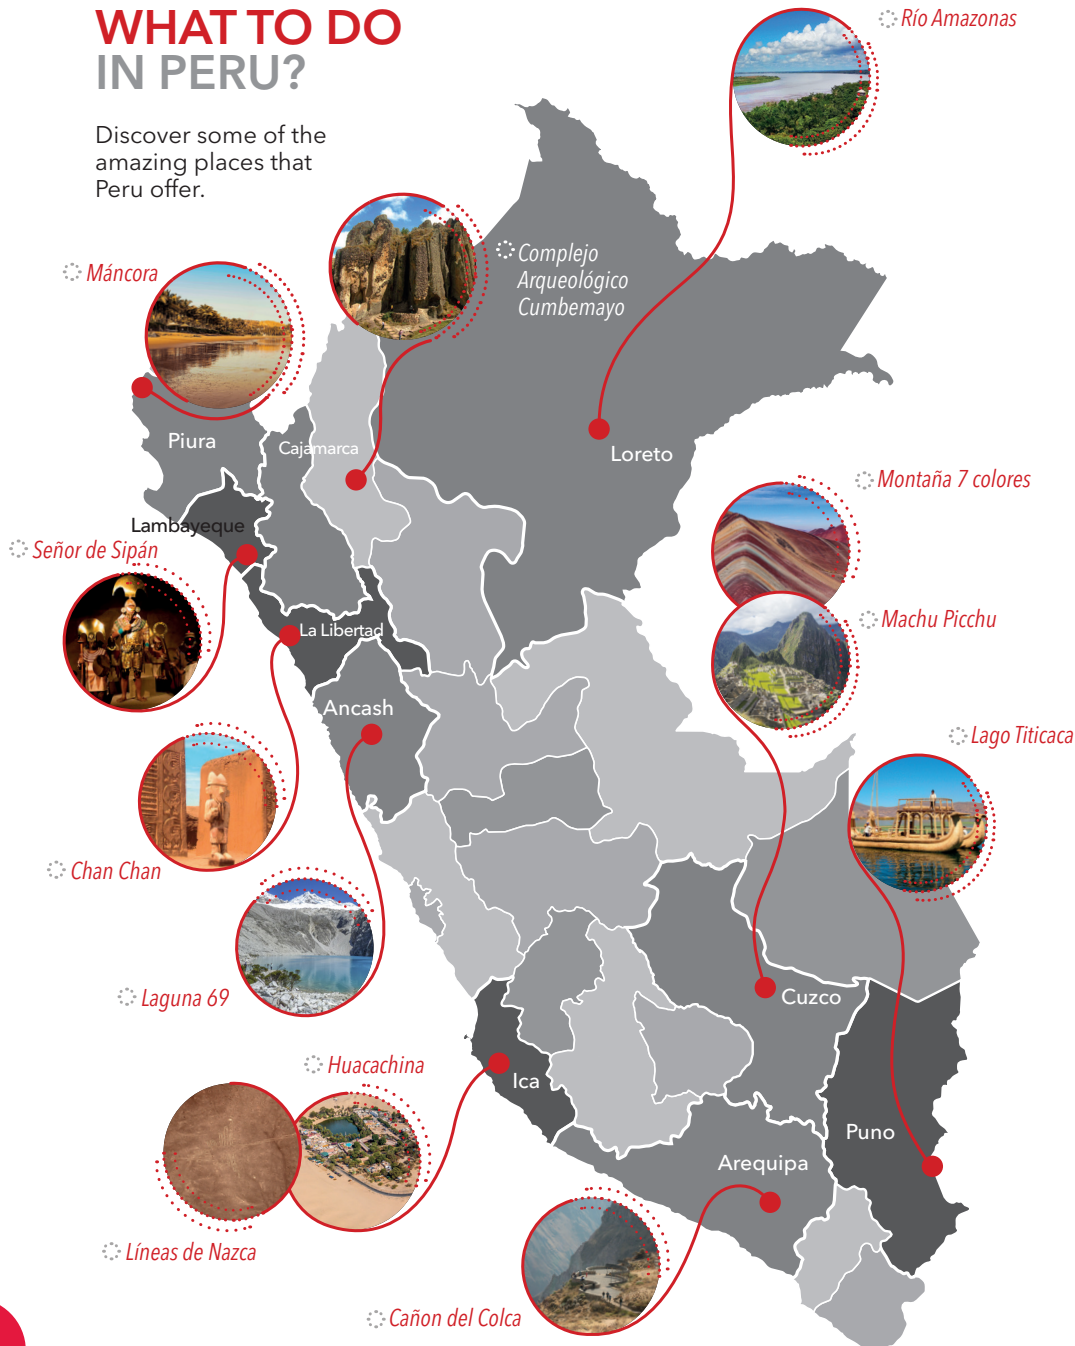 WHAT TO DO
IN PERU?
Discover some of the
amazing places that
Peru offer.
Río Amazonas
Complejo
Arqueológico
Cumbemayo
Máncora
Piura
Cajamarca
Loreto
Montaña 7 colores
Lambayeque
Señor de Sipán
Machu Picchu
La Libertad
Ancash
Lago Titicaca
Chan Chan
Laguna 69
Cuzco
Huacachina
Ica
Puno
Arequipa
Líneas de Nazca
Cañon del Colca